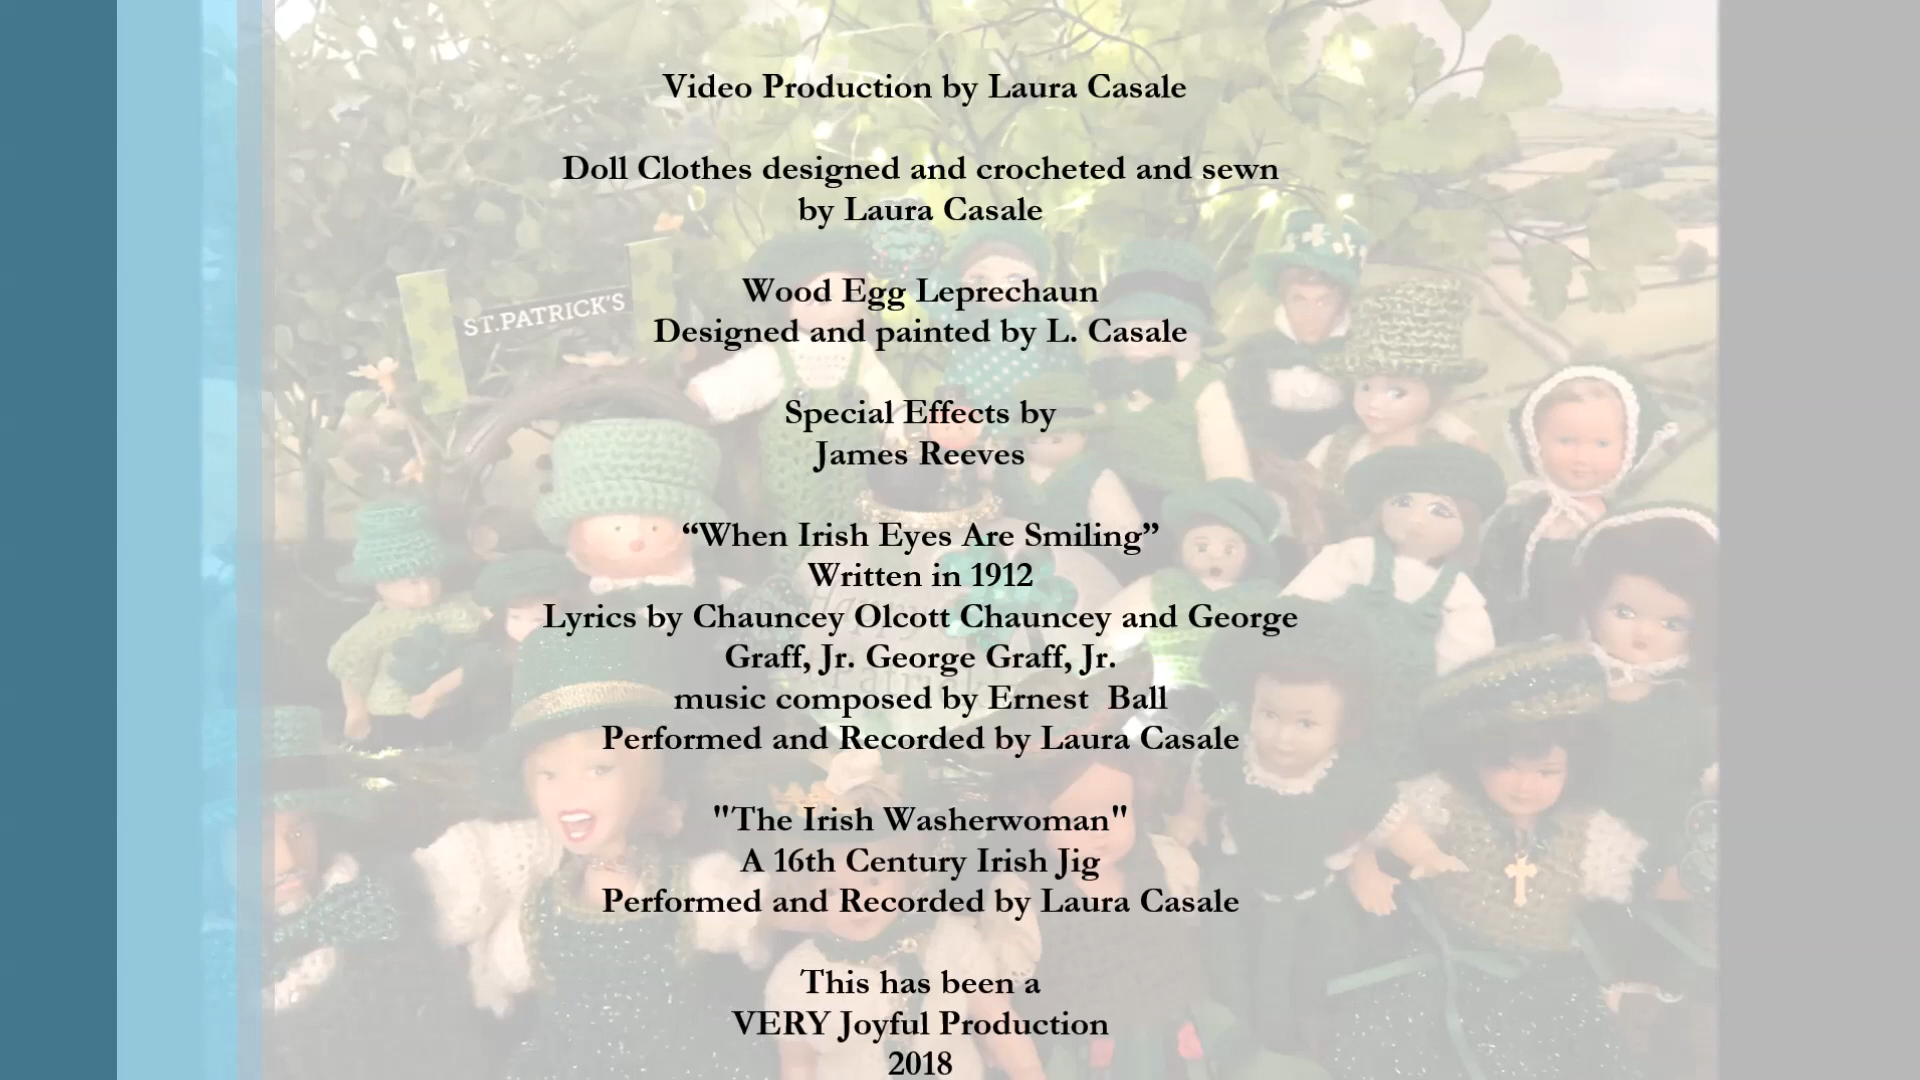 Video Production by Laura Casale
Doll Clothes designed and crocheted and sewn
by Laura Casale
Wood Egg Leprechaun
Designed and painted by L. Casale
ST.PATRICK'S
Special Effects by
James Reeves
“When Irish Eyes Are Smiling”
Written in 1912
Lyrics by Chauncey Olcott Chauncey and George
Graff, Jr. George Graff, Jr.
music composed by Ernest  Ball
Performed and Recorded by Laura Casale
"The Irish Washerwoman"
A 16th Century Irish Jig
Performed and Recorded by Laura Casale
This has been a
VERY Joyful Production
2018